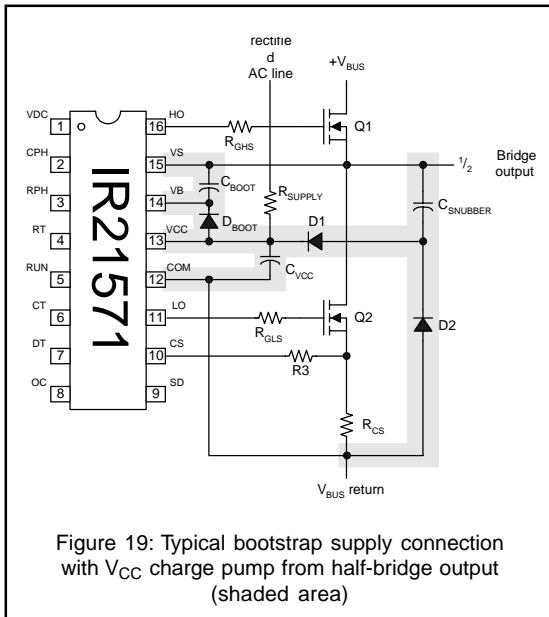 rectifie
d
AC line
+VBUS
VDC
1
CPH
2
RPH
3
RT
4
RUN
5
CT
6
DT
7
OC
8
IR21571
HO
16
VS
15
VB
14
VCC
13
COM
12
LO
11
CS
10
SD
9
RGHS
Q1
CBOOT
DBOOT
RSUPPLY
D1
CVCC
1/2 Bridge
output
CSNUBBER
Q2
RGLS
R3
D2
RCS
VBUS return
Figure 19: Typical bootstrap supply connection
with VCC charge pump from half-bridge output
(shaded area)